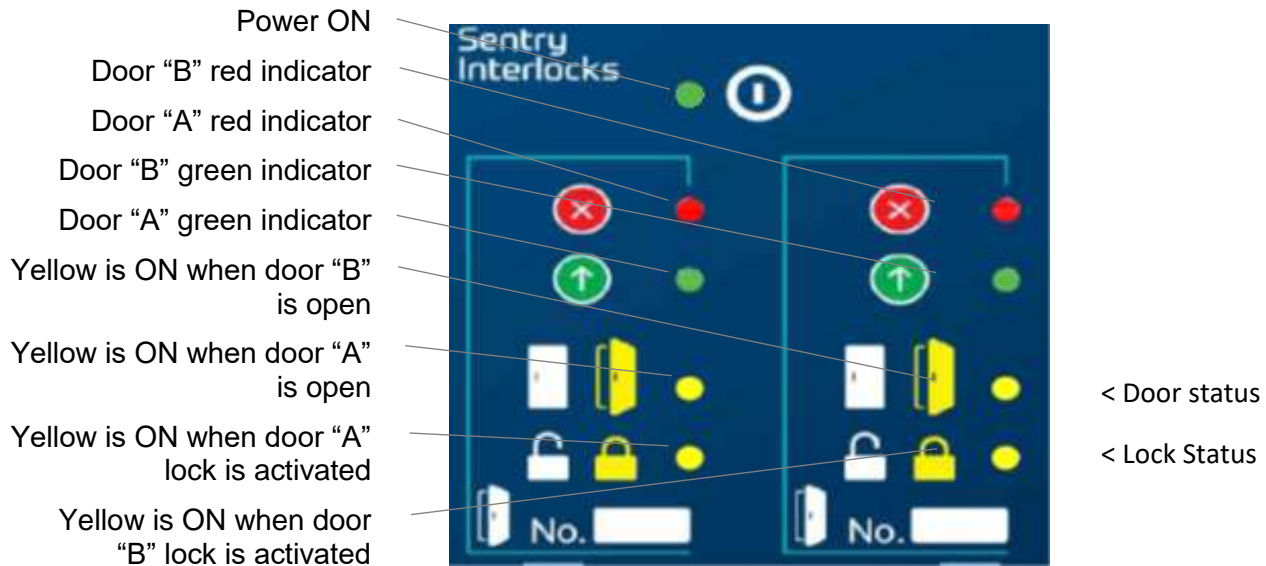 Power ON
Door “B” red indicator
Door “A” red indicator
Door “B” green indicator
Door “A” green indicator
Yellow is ON when door “B”
is open
Yellow is ON when door “A”
is open
Yellow is ON when door “A”
lock is activated
Yellow is ON when door
“B” lock is activated
Sentry
Interlocks
No.
No.
< Door status
< Lock Status